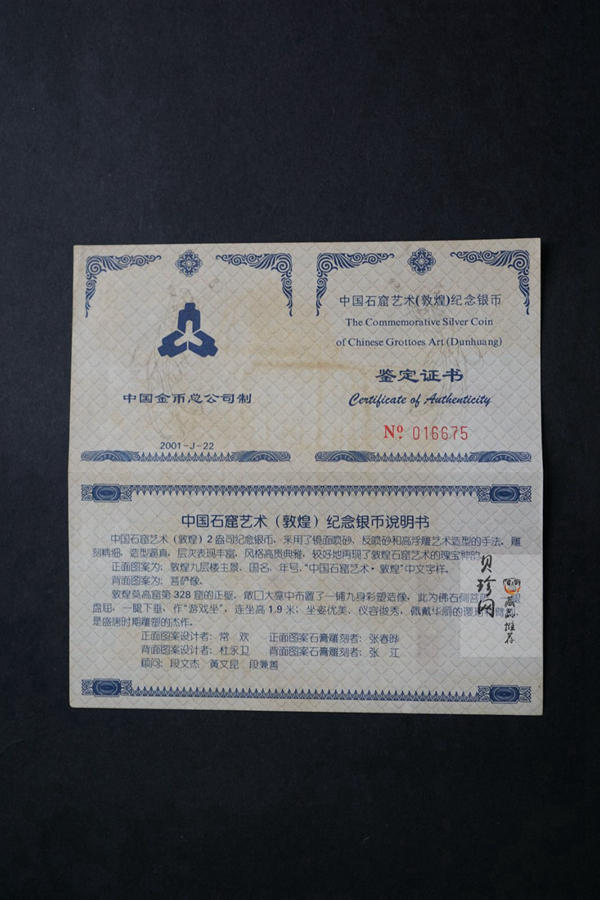 中国石窟艺术(敦煌)纪念银币
The Commemorative Silver Coin
of Chinese Grottoes Art (Dunhuang)
鉴定证书
Certificate of Authenticity
№ 016675
中国金币总公司制
2001-J-22
中国石窟艺术（敦煌）纪念银币说明书
中国石窟艺术（敦煌）2盎司纪念银币，采用了镜面喷砂、反喷砂和高浮雕艺术造型的手法，雕
刻精细，造型逼真，层次表现丰富，风格高贵典雅，较好地再现了敦煌石窟艺术的瑰宝神韵。
正面图案为：敦煌九层楼主景，国名、年号，“中国石窟艺术·敦煌”中文字样。
背面图案为：菩萨像。
敦煌莫高窟第328窟的正壁，敞口大龛中布置了一铺九身彩塑造像，此为佛右侧菩
盘屈，一腿下垂，作“游戏坐”，连坐高1.9米；坐姿优美，仪容俊秀，佩戴华丽的
是盛唐时期雕塑的杰作。
正面图案设计者：常 欢 正面图案石膏雕刻者：张春晔
背面图案设计者：杜永卫 背面图案石膏雕刻者：张 江
顾问：段文杰 黄文昆 段兼善
贝珍网
藏品推荐